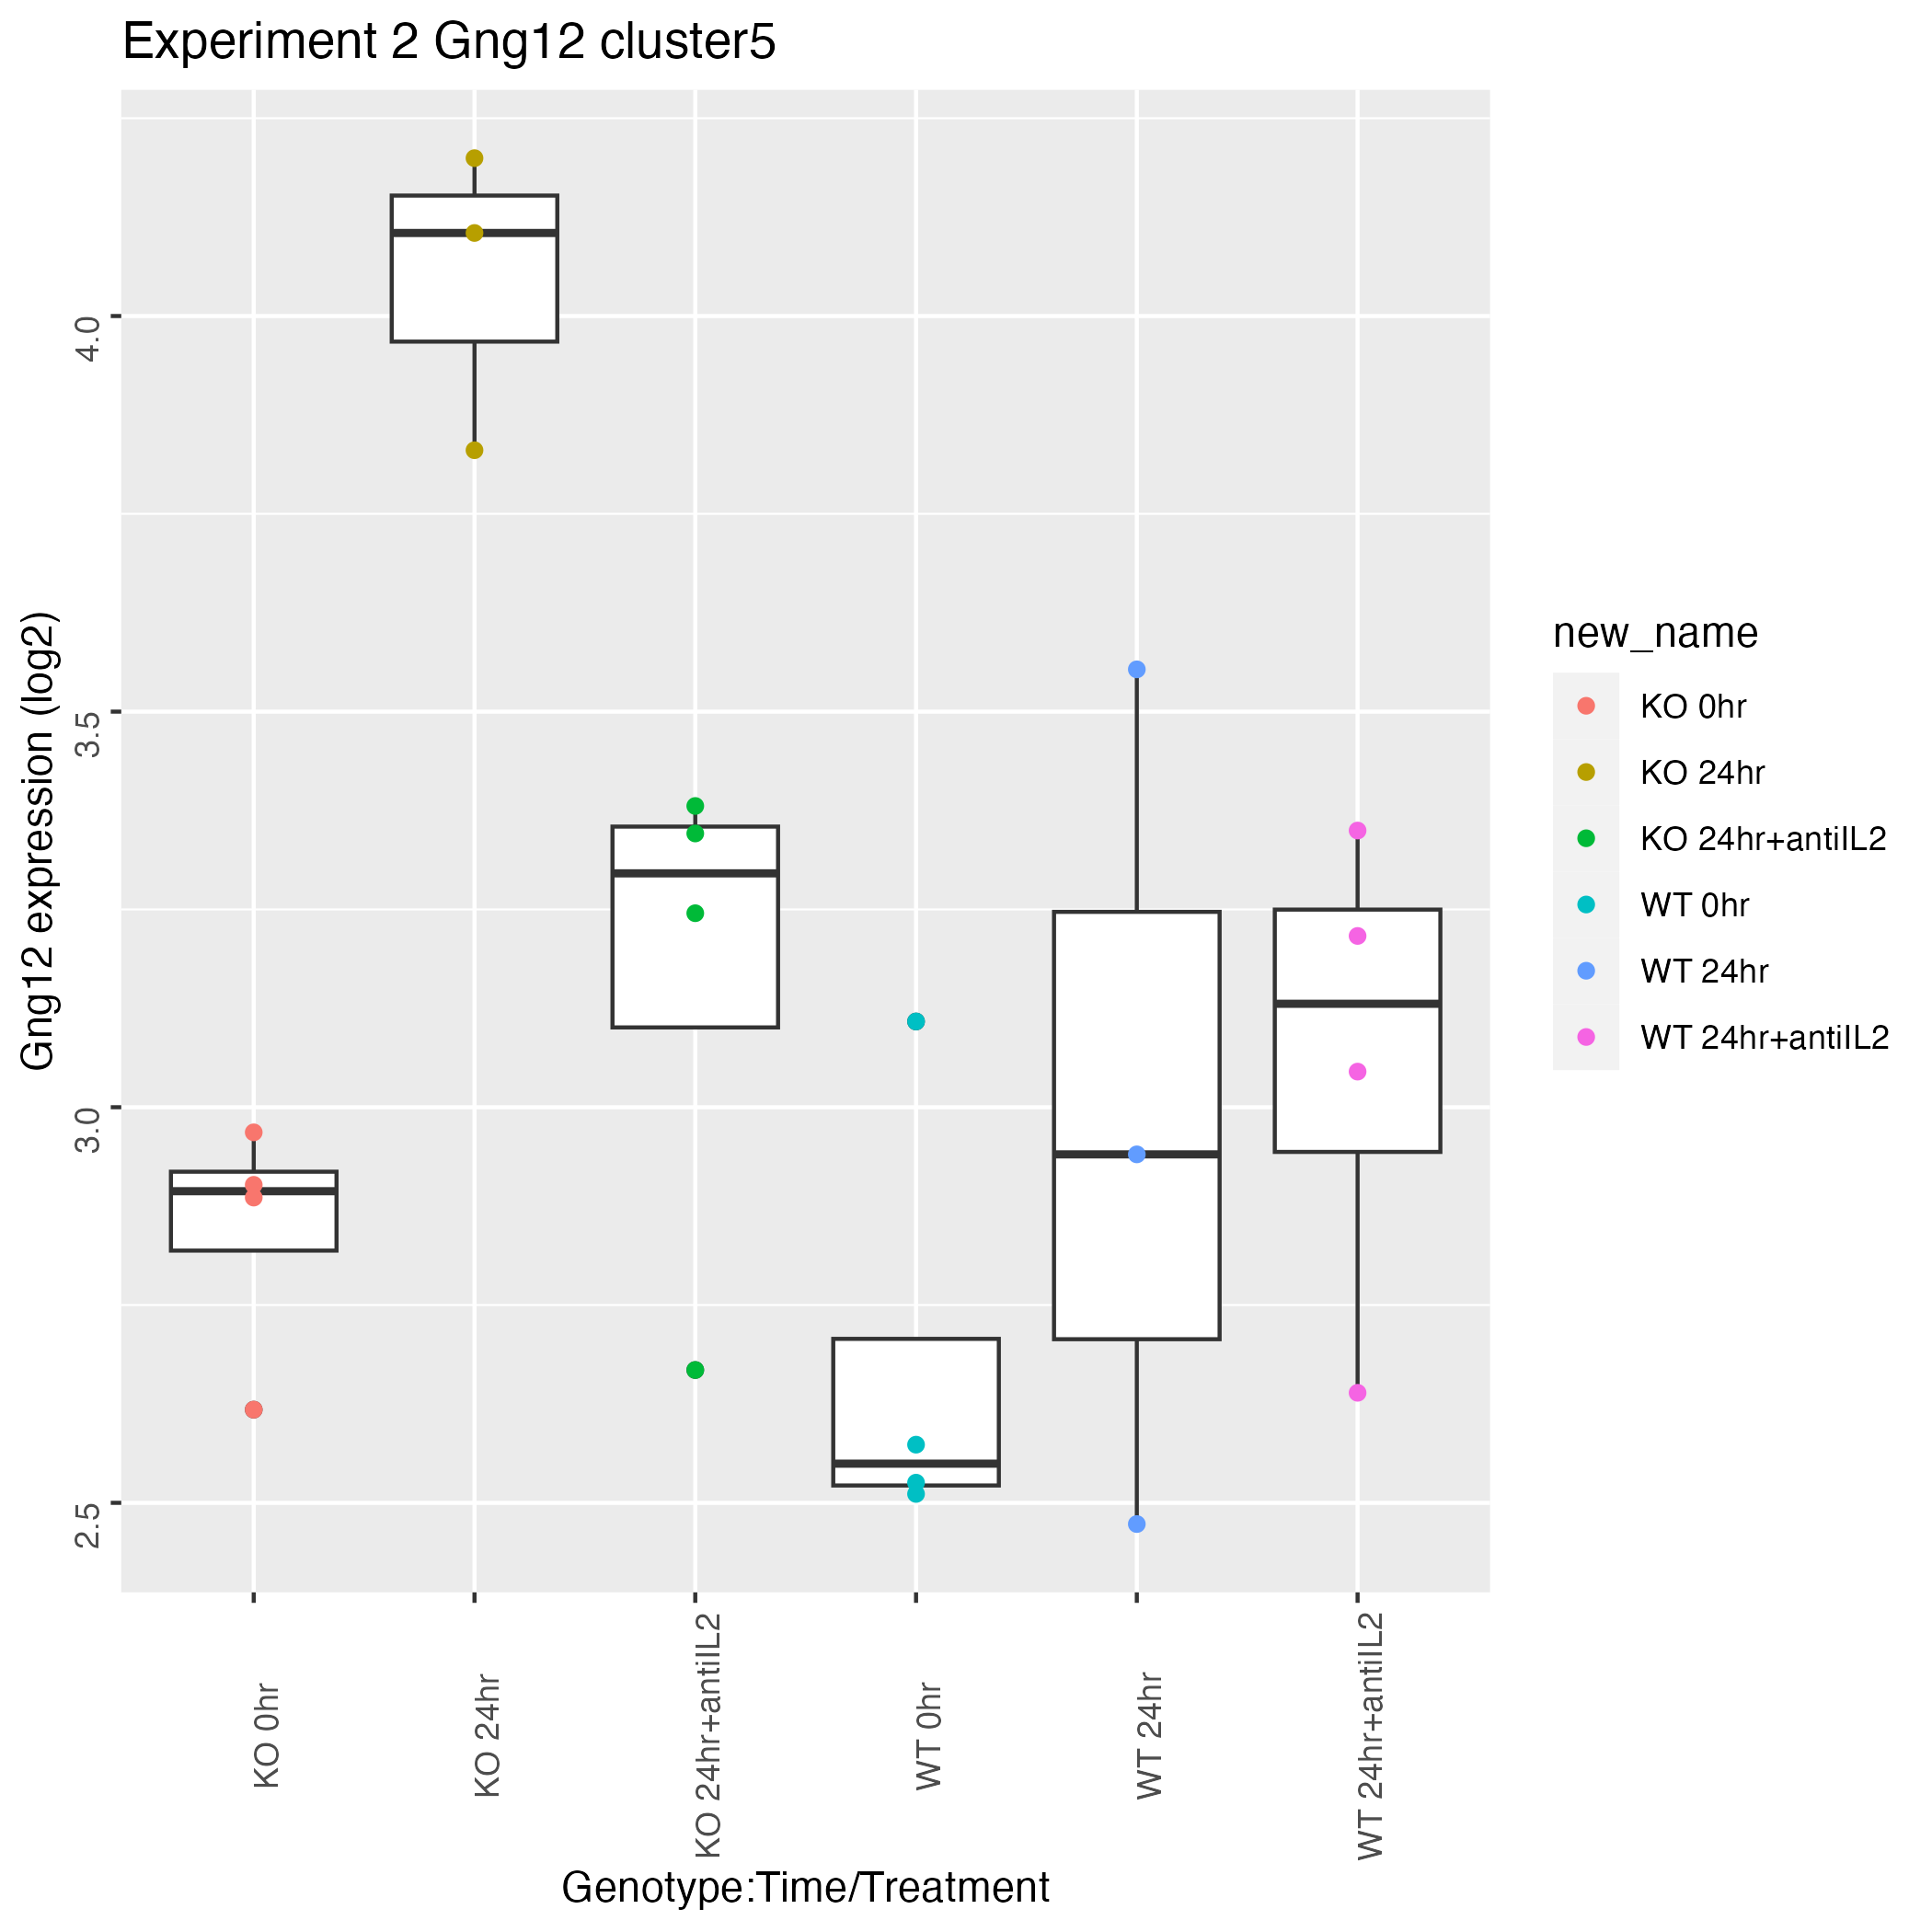 Experiment 2 Gng12 cluster5
Gng12 expression (log2)
4.0
3.5
3.0
2.5
KO 0hr
KO 24hr
KO 24hr+antiIL2
WT 0hr
WT 24hr
WT 24hr+antiIL2
Genotype:Time/Treatment
new_name
KO 0hr
KO 24hr
KO 24hr+antiIL2
WT 0hr
WT 24hr
WT 24hr+antiIL2